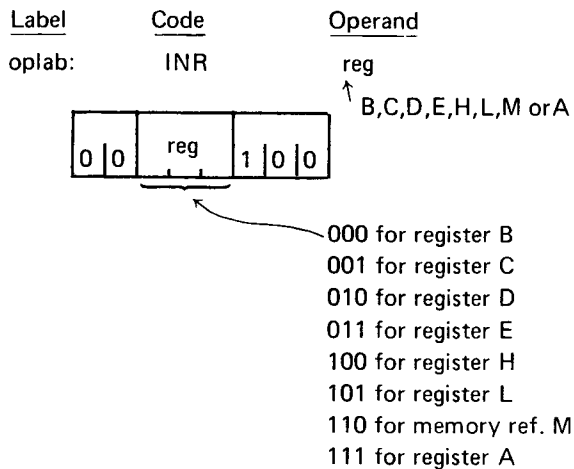 Label Code Operand
oplab: INR reg
B,C,D,E,H,L,M or A
0 0 reg 1 0 0
000 for register B
001 for register C
010 for register D
011 for register E
100 for register H
101 for register L
110 for memory ref. M
111 for register A